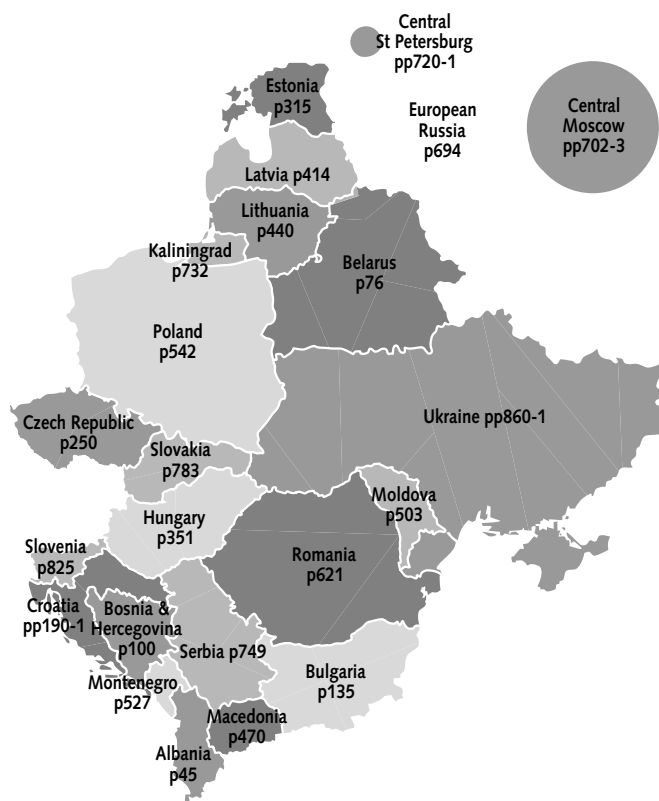 Central
St Petersburg
pp720-1
Estonia
p315
European
Russia
p694
Central
Moscow
pp702-3
Latvia p414
Lithuania
p440
Kaliningrad
p732
Belarus
p76
Poland
p542
Czech Republic
p250
Ukraine pp860-1
Slovakia
p783
Moldova
p503
Hungary
p351
Slovenia
p825
Romania
p621
Croatia
pp190-1
Bosnia &
Hercegovina
p100
Serbia p749
Bulgaria
p135
Montenegro
p527
Macedonia
p470
Albania
p45